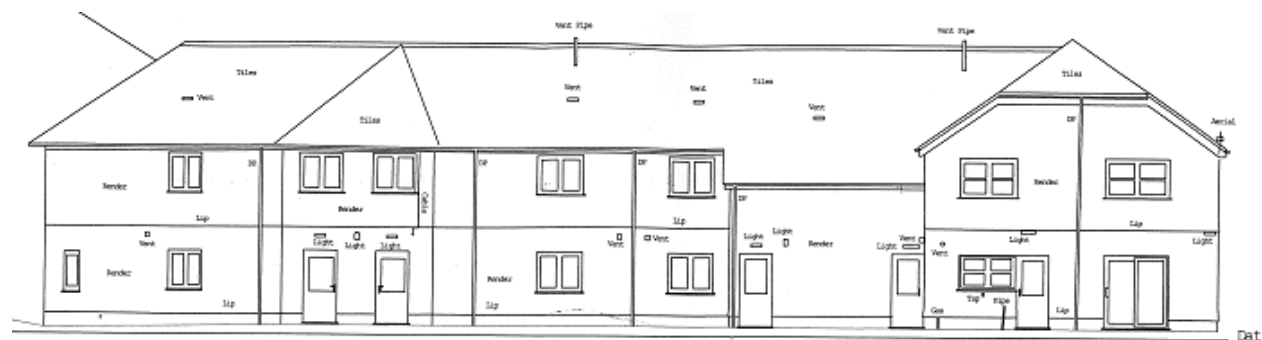 Vent Pipe
Vent Pipe
Tiles
Tiles
Tiles
Vent
Vent
Vent
Vent
Tiles
Aerial
DP
DP
DP
DP
DP
Render
Render
Render
Cable
Lip
Lip
Lip
Vent
Light
Light
Light
Vent
Vent
Light
Light
Render
Light
Vent
Vent
Light
Light
Render
Render
Lip
Lip
Tap
Pipe
Gas
Lip
Dat